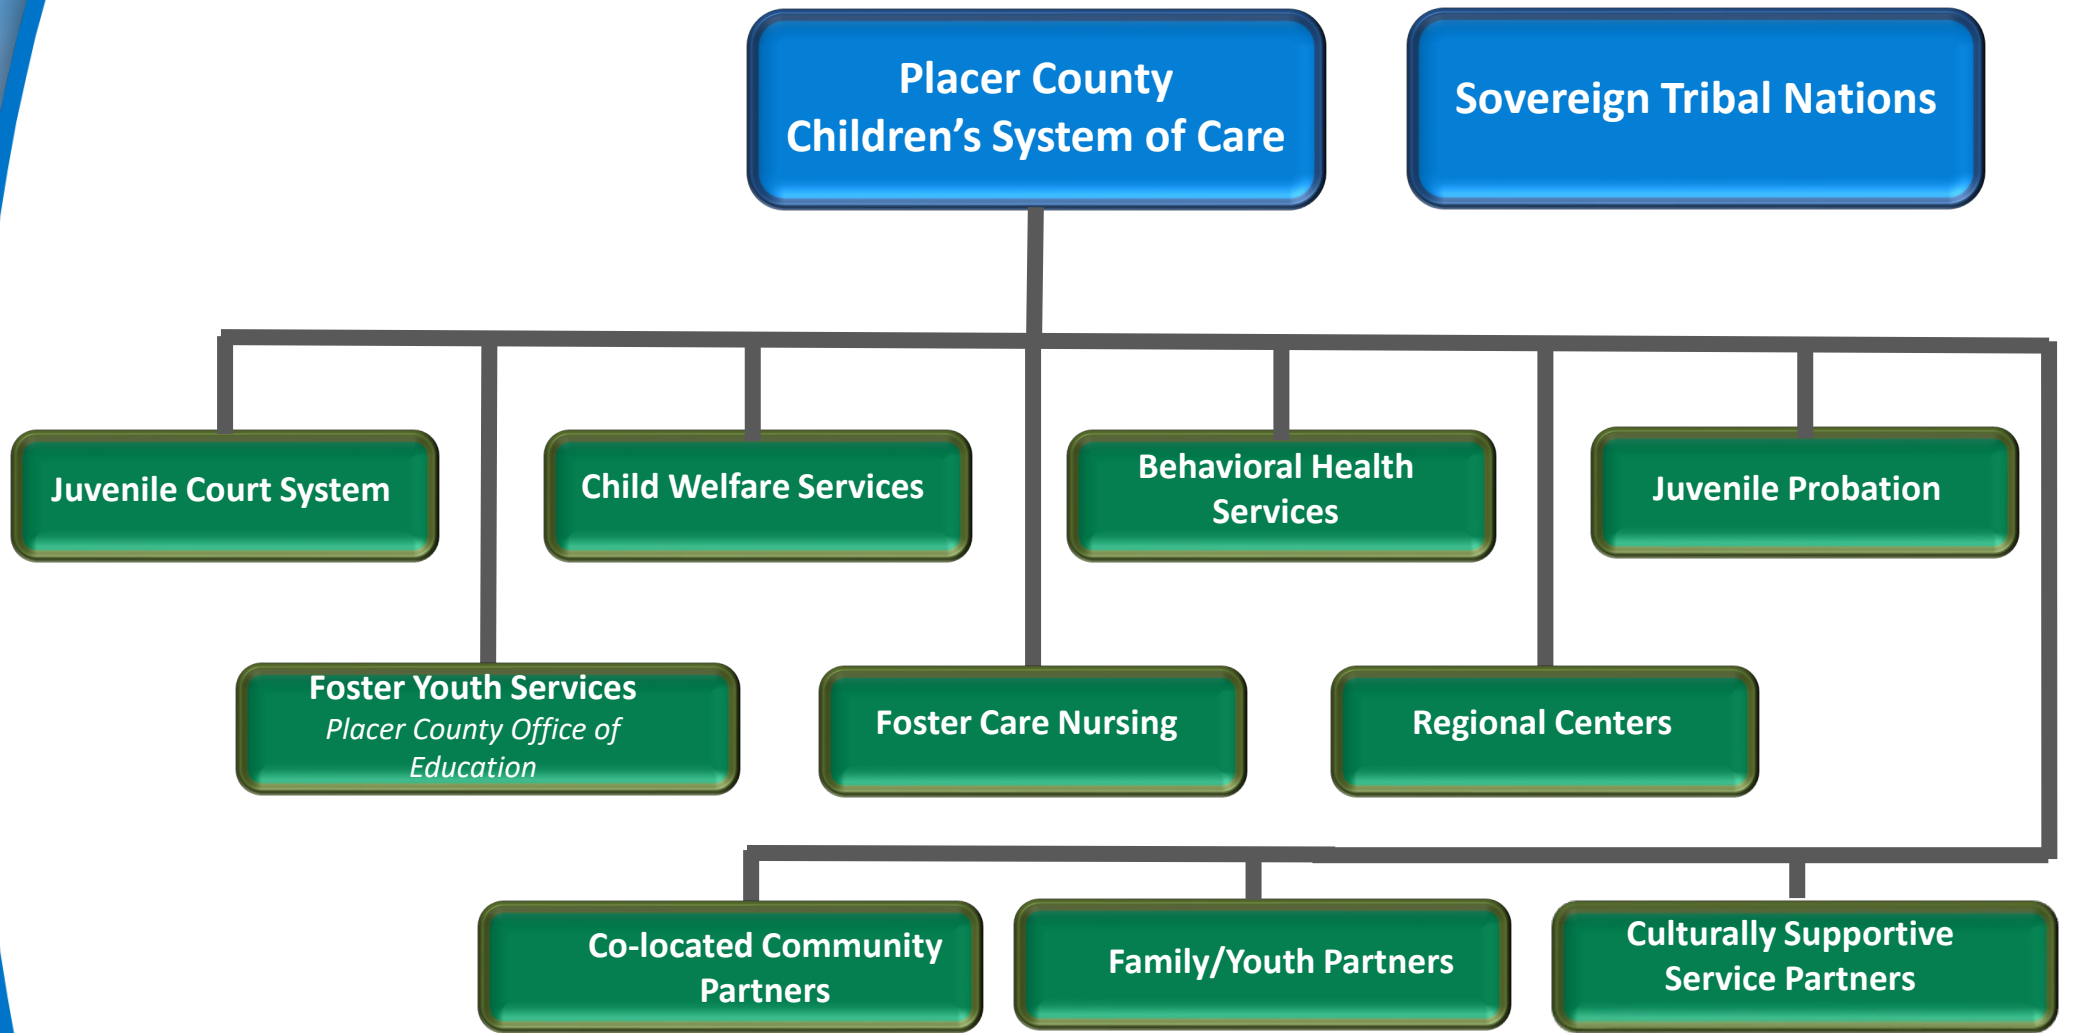 Placer County
Children’s System of Care
Sovereign Tribal Nations
Juvenile Court System
Child Welfare Services
Behavioral Health
Services
Juvenile Probation
Foster Youth Services
Placer County Office of
Education
Foster Care Nursing
Regional Centers
Co-located Community
Partners
Family/Youth Partners
Culturally Supportive
Service Partners